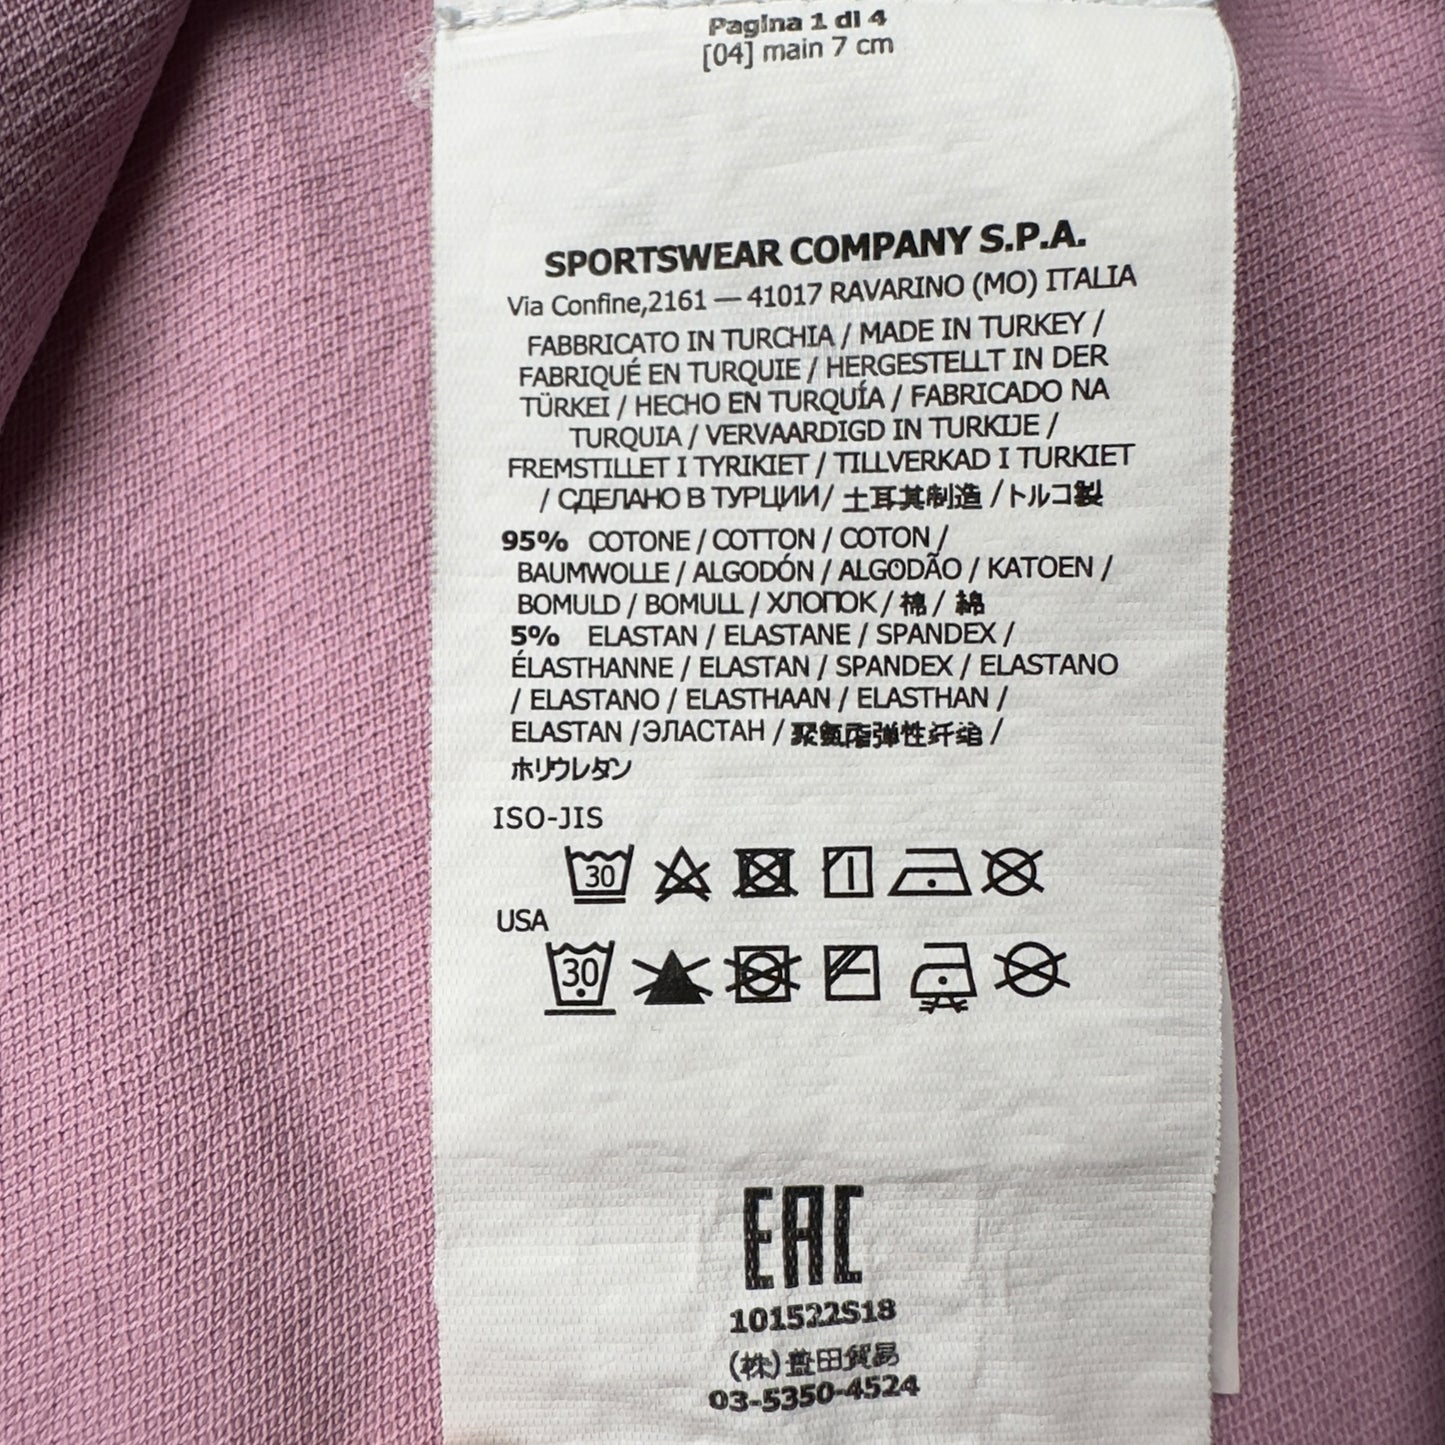 Pagina 1 di 4
[04] main 7 cm
SPORTSWEAR COMPANY S.P.A.
Via Confine,2161 — 41017 RAVARINO (MO) ITALIA
FABBRICATO IN TURCHIA / MADE IN TURKEY /
FABRIQUÉ EN TURQUIE / HERGESTELLT IN DER
TÜRKEI / HECHO EN TURQUÍA / FABRICADO NA
TURQUIA / VERVAARDIGD IN TURKIJE /
FREMSTILLET I TYRIKIET / TILLVERKAD I TURKIET
/ СДЕЛАНО В ТУРЦИИ/ 土耳其制造 /トルコ製
95% COTONE / COTTON / COTON /
BAUMWOLLE / ALGODÓN / ALGODÃO / KATOEN /
BOMULD / BOMULL / ХЛОПОК / 棉 / 綿
5% ELASTAN / ELASTANE / SPANDEX /
ÉLASTHANNE / ELASTAN / SPANDEX / ELASTANO
/ ELASTANO / ELASTHAAN / ELASTHAN /
ELASTAN /ЭЛАСТАН / 聚氨酯弹性纤维 /
ポリウレタン
ISO-JIS
30
USA
30
EAC
101522S18
(株)豊田貿易
03-5350-4524